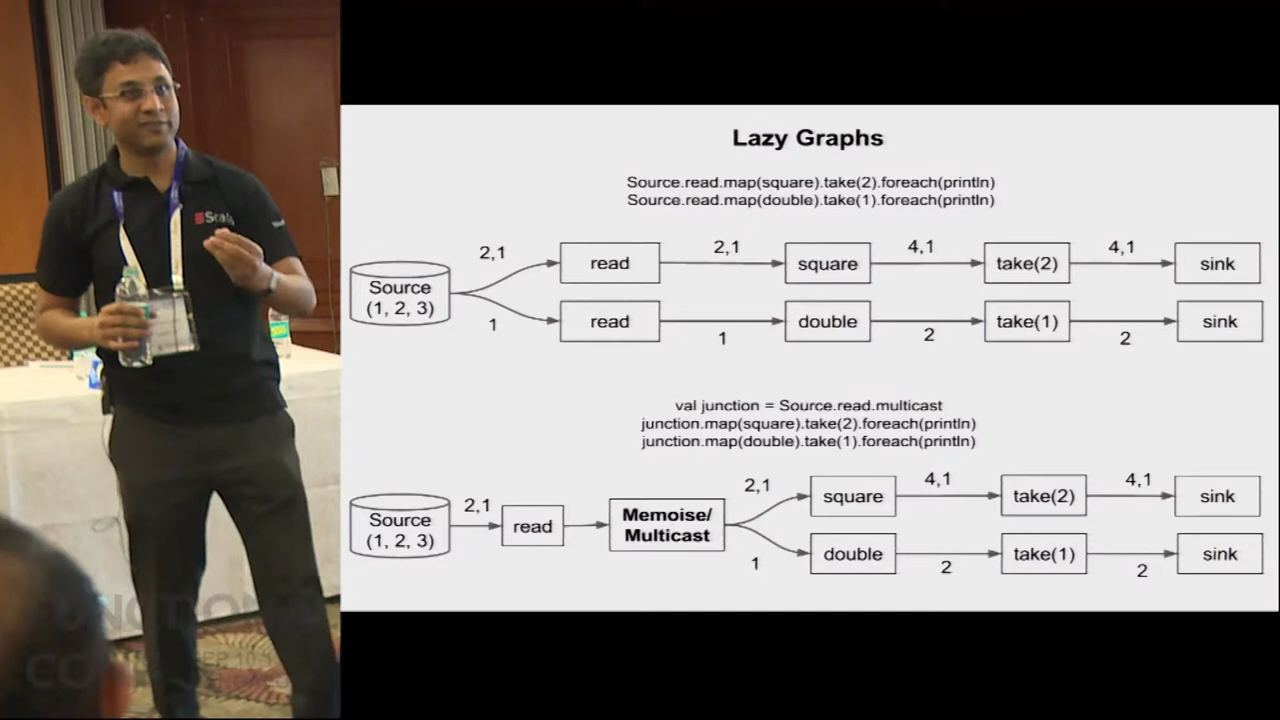 Lazy Graphs
Source.read.map(square).take(2).foreach(println)
Source.read.map(double).take(1).foreach(println)
2,1
2,1
4,1
4,1
Source
(1, 2, 3)
read
square
take(2)
sink
1
read
1
double
2
take(1)
2
sink
val junction = Source.read.multicast
junction.map(square).take(2).foreach(println)
junction.map(double).take(1).foreach(println)
Source
(1, 2, 3)
2,1
read
Memoise/
Multicast
2,1
square
4,1
take(2)
4,1
sink
1
double
2
take(1)
2
sink